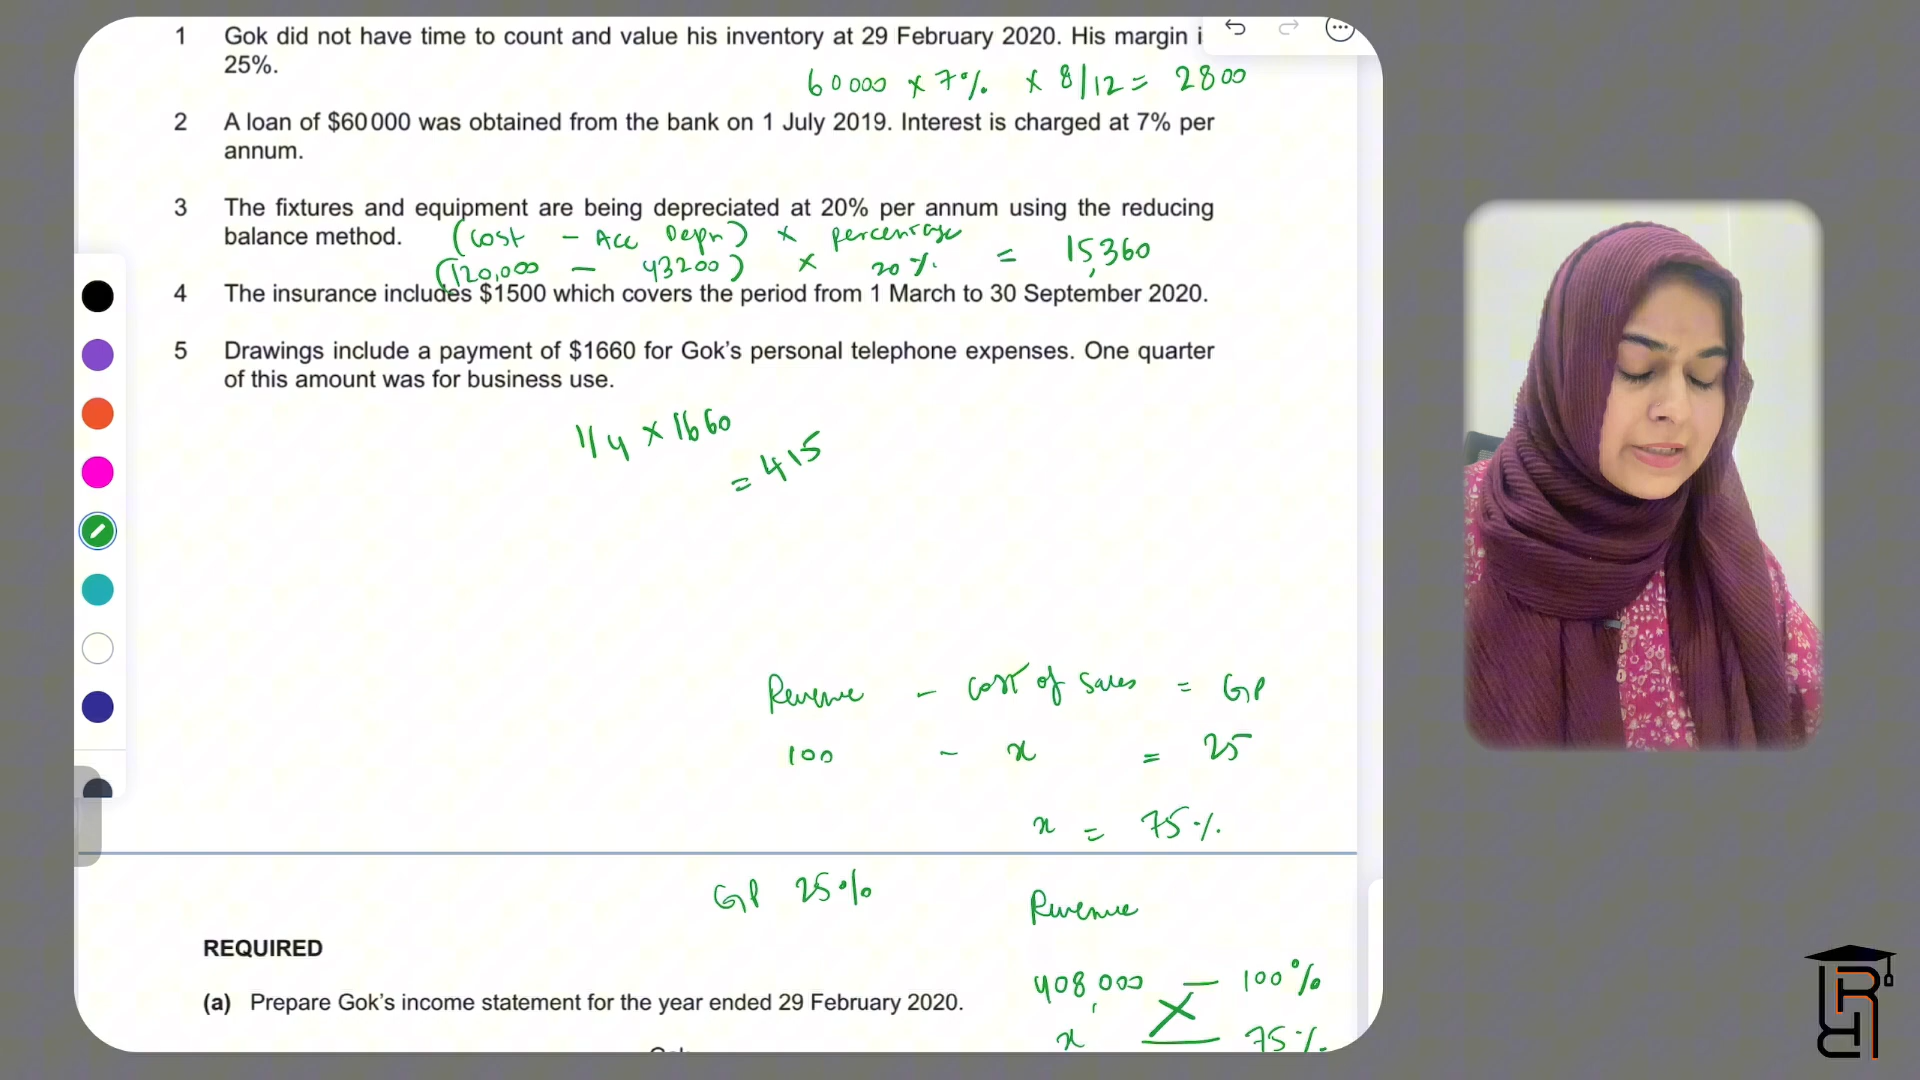 1 Gok did not have time to count and value his inventory at 29 February 2020. His margin i
25%.
60000 × 7% × 8/12 = 2800
2 A loan of $60000 was obtained from the bank on 1 July 2019. Interest is charged at 7% per
annum.
3 The fixtures and equipment are being depreciated at 20% per annum using the reducing
balance method.
(Cost - Acc Depn) × percentage
(120,000 - 43200) × 20% = 15,360
4 The insurance includes $1500 which covers the period from 1 March to 30 September 2020.
5 Drawings include a payment of $1660 for Gok's personal telephone expenses. One quarter
of this amount was for business use.
1/4 × 1660
= 415
Revenue - cost of sales = GP
100 - x = 25
x = 75%
GP 25%
Revenue
REQUIRED
408,000 — 100%
(a) Prepare Gok's income statement for the year ended 29 February 2020.
x — 75%